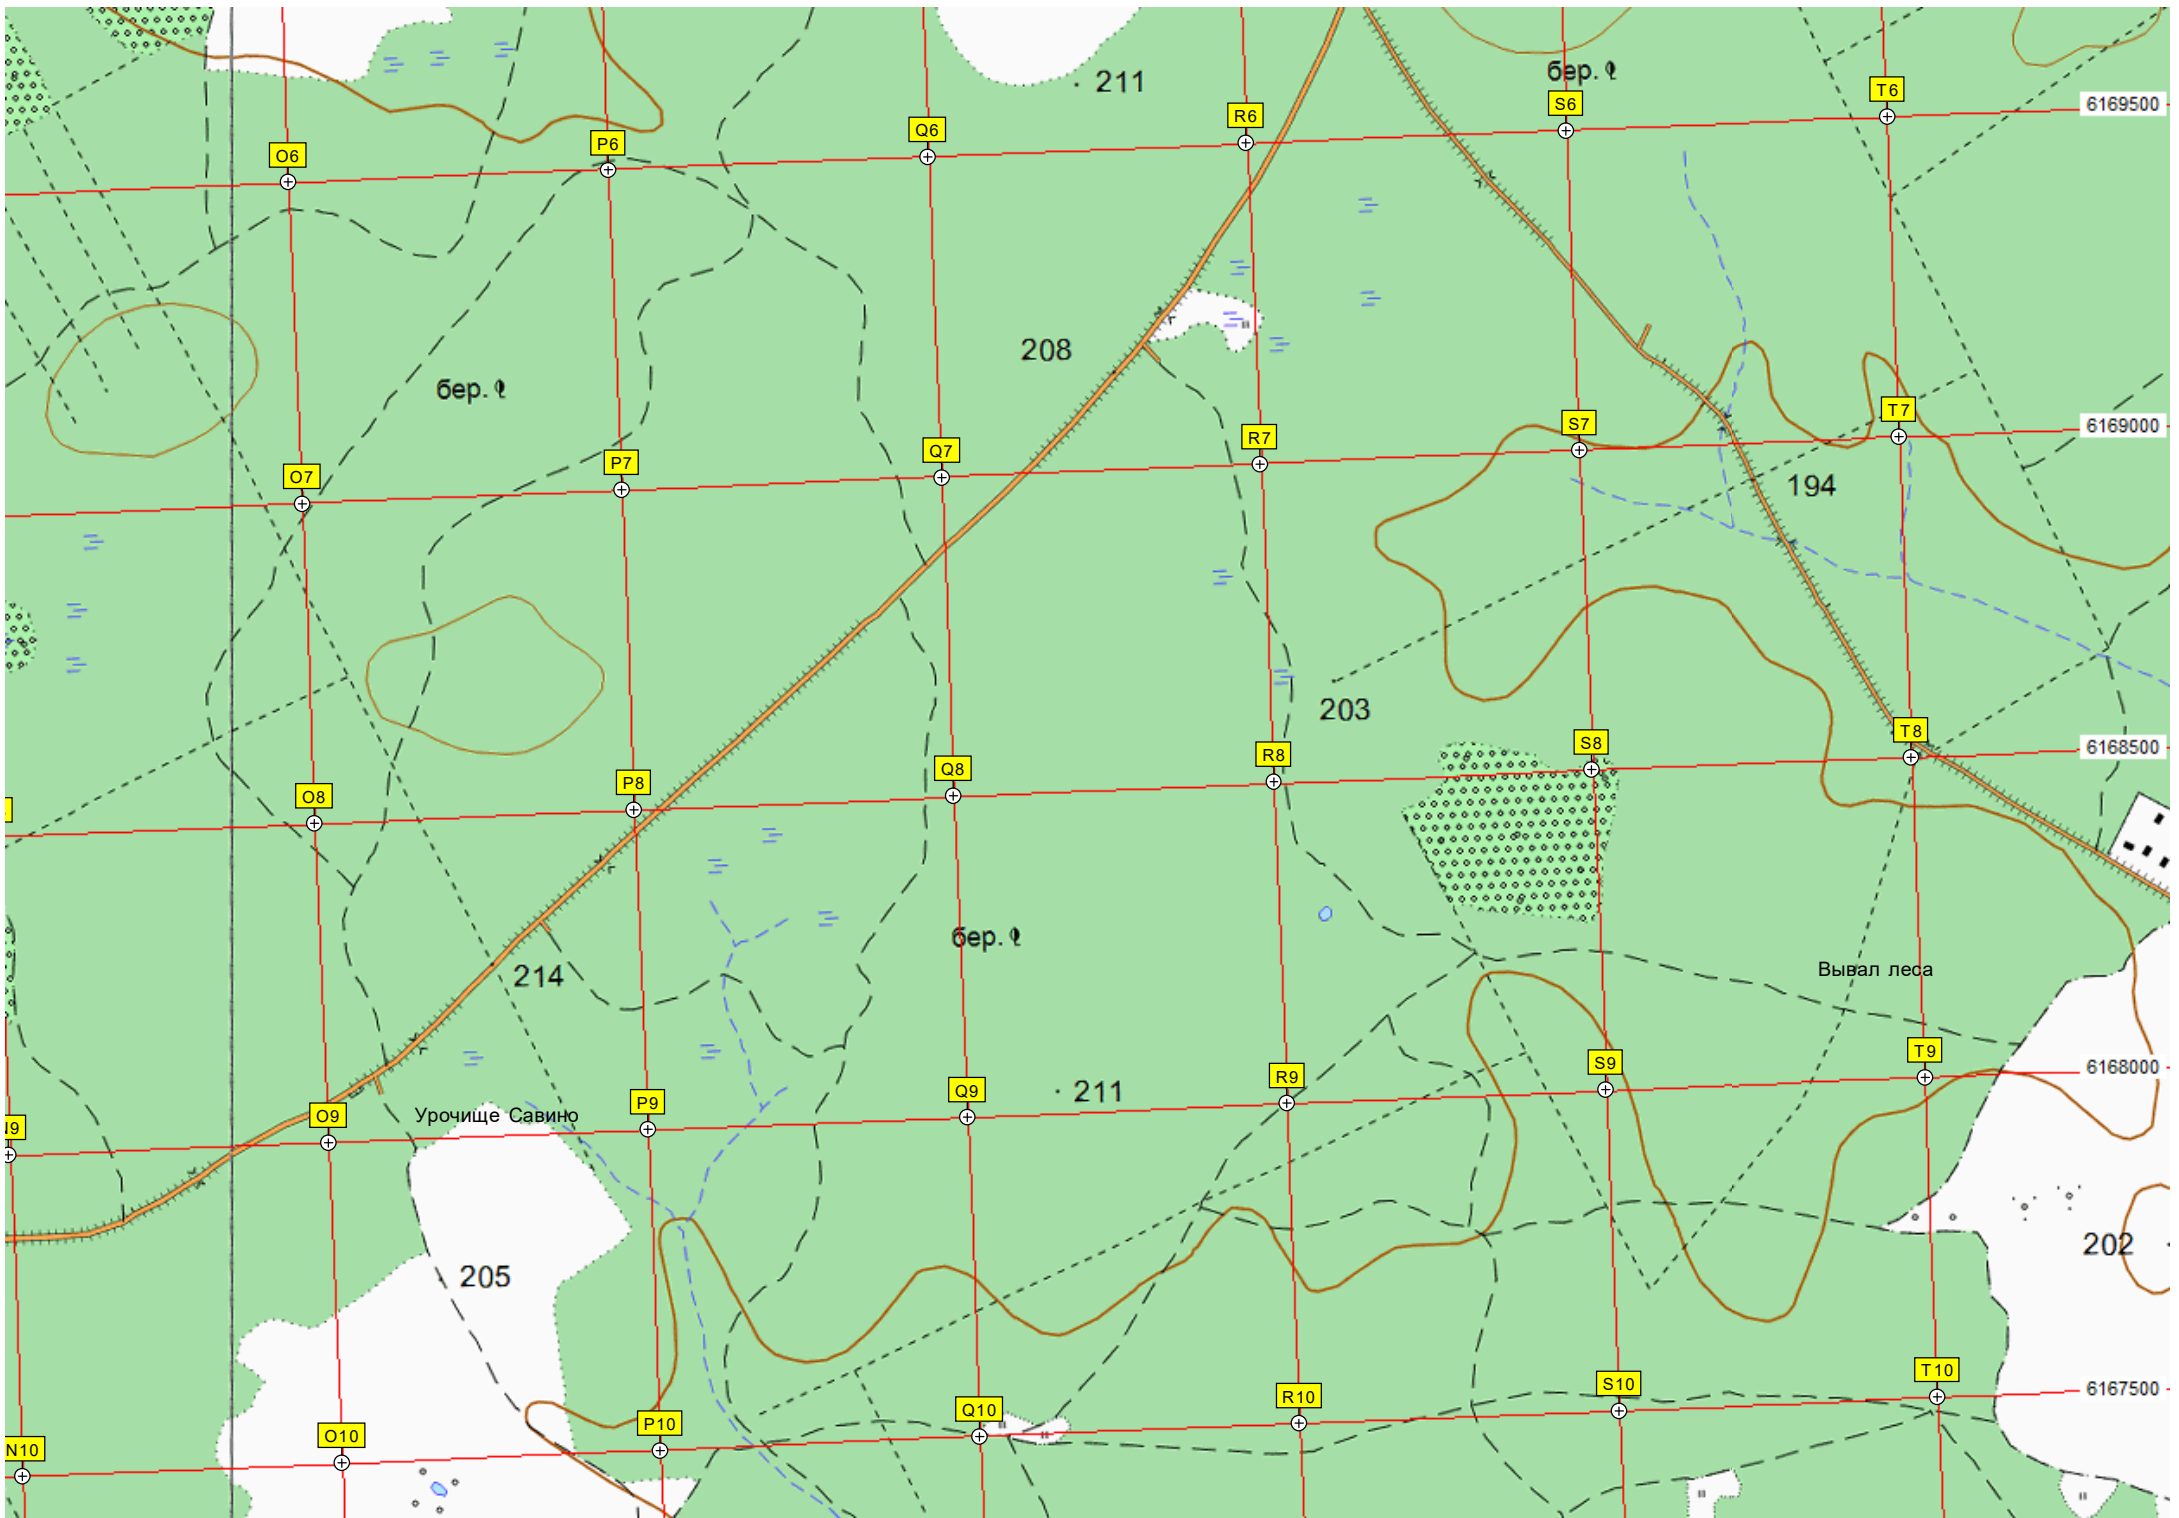 211
бер.
T6
6169500
S6
R6
Q6
P6
O6
208
бер.
T7
6169000
S7
R7
Q7
P7
O7
194
203
T8
6168500
S8
R8
Q8
P8
O8
бер.
214
Вывал леса
T9
6168000
S9
R9
Q9
211
P9
O9
Урочище Савино
N9
205
202
T10
6167500
S10
R10
Q10
P10
O10
N10